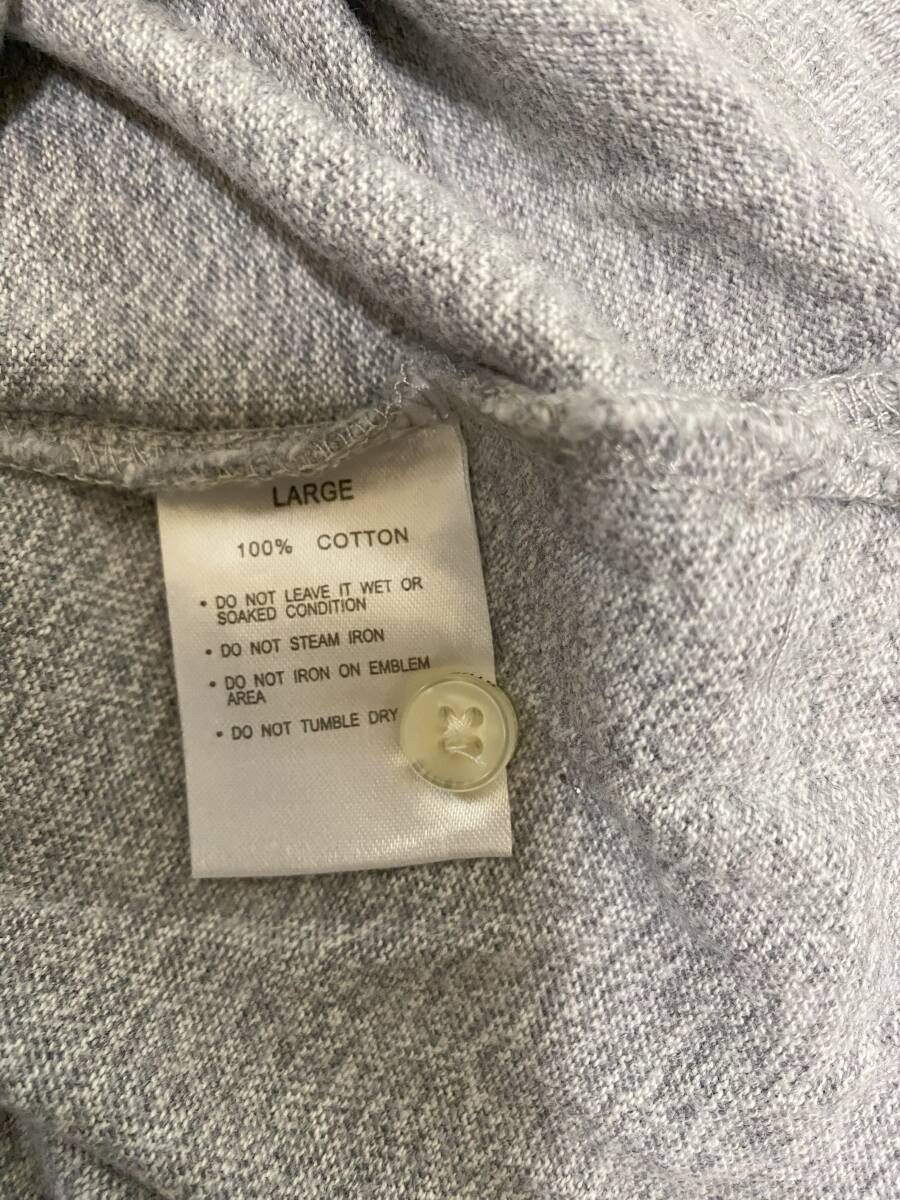 LARGE
100% COTTON
• DO NOT LEAVE IT WET OR
SOAKED CONDITION
• DO NOT STEAM IRON
• DO NOT IRON ON EMBLEM
AREA
• DO NOT TUMBLE DRY